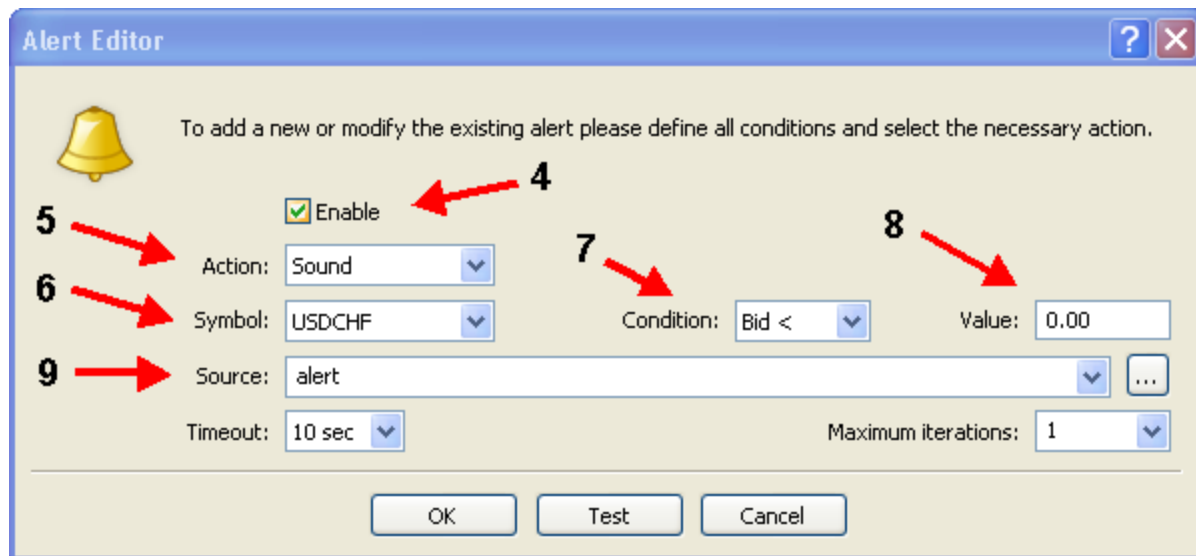 Alert Editor
To add a new or modify the existing alert please define all conditions and select the necessary action.
4
Enable
5
Action: Sound
7
8
6
Symbol: USDCHF Condition: Bid < Value: 0.00
9
Source: alert ...
Timeout: 10 sec Maximum iterations: 1
OK Test Cancel